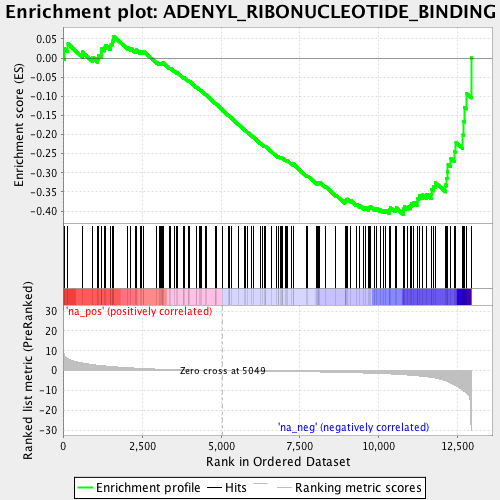 Enrichment plot: ADENYL_RIBONUCLEOTIDE_BINDING
Enrichment score (ES)
0.05
0.00
-0.05
-0.10
-0.15
-0.20
-0.25
-0.30
-0.35
-0.40
'na_pos' (positively correlated)
Ranked list metric (PreRanked)
30
20
10
0
-10
-20
-30
Zero cross at 5049
'na_neg' (negatively correlated)
0 2,500 5,000 7,500 10,000 12,500
Rank in Ordered Dataset
Enrichment profile Hits Ranking metric scores